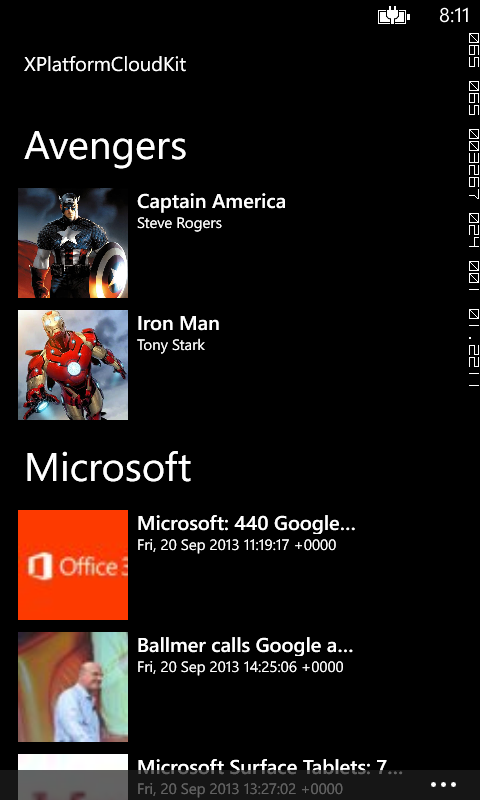 8:11
XPlatformCloudKit
065 065 003267 024 001 01.2211
Avengers
Captain America
Steve Rogers
Iron Man
Tony Stark
Microsoft
Office 3
Microsoft: 440 Google...
Fri, 20 Sep 2013 11:19:17 +0000
Ballmer calls Google a...
Fri, 20 Sep 2013 14:25:06 +0000
Microsoft Surface Tablets: 7...
Fri, 20 Sep 2013 13:27:02 +0000